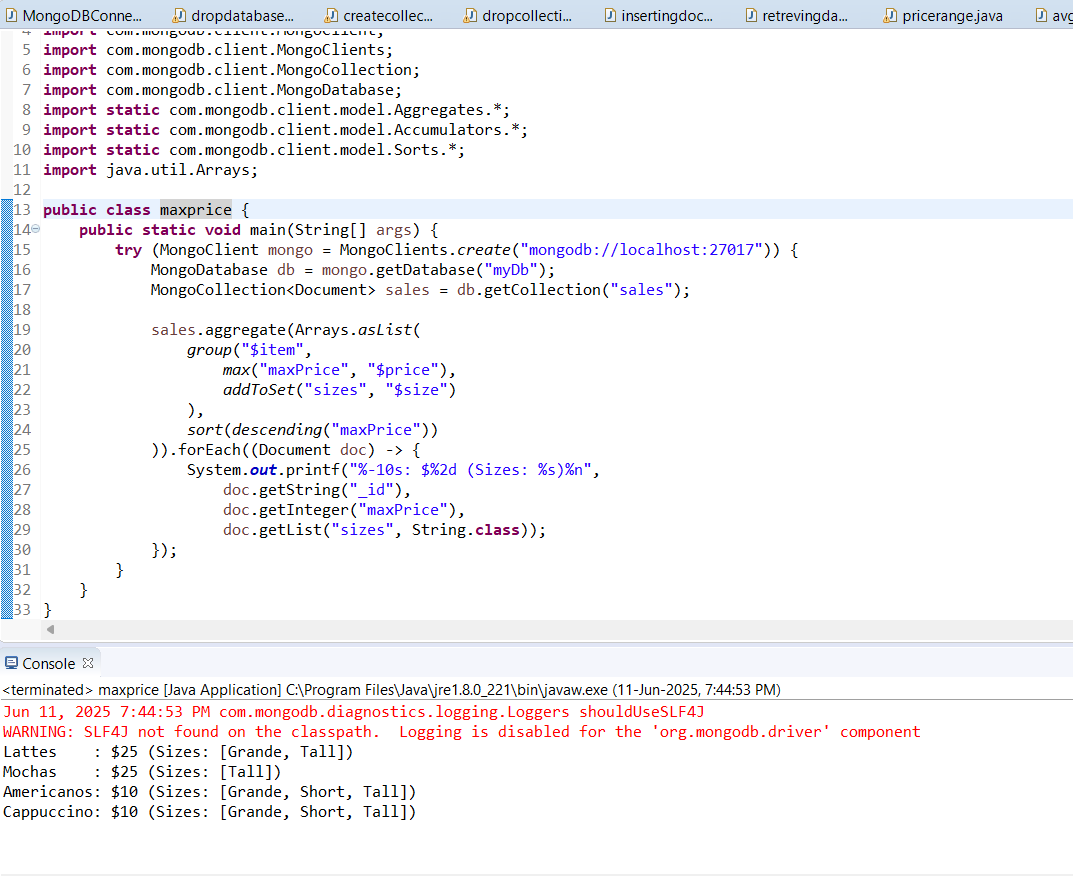 MongoDBConne... dropdatabase... createcollec... dropcollecti... insertingdoc... retrevingda... pricerange.java avg
4 import com.mongodb.client.MongoClient;
5 import com.mongodb.client.MongoClients;
6 import com.mongodb.client.MongoCollection;
7 import com.mongodb.client.MongoDatabase;
8 import static com.mongodb.client.model.Aggregates.*;
9 import static com.mongodb.client.model.Accumulators.*;
10 import static com.mongodb.client.model.Sorts.*;
11 import java.util.Arrays;
12
13 public class maxprice {
14 public static void main(String[] args) {
15 try (MongoClient mongo = MongoClients.create("mongodb://localhost:27017")) {
16 MongoDatabase db = mongo.getDatabase("myDb");
17 MongoCollection<Document> sales = db.getCollection("sales");
18
19 sales.aggregate(Arrays.asList(
20 group("$item",
21 max("maxPrice", "$price"),
22 addToSet("sizes", "$size")
23 ),
24 sort(descending("maxPrice"))
25 )).forEach((Document doc) -> {
26 System.out.printf("%-10s: $%2d (Sizes: %s)%n",
27 doc.getString("_id"),
28 doc.getInteger("maxPrice"),
29 doc.getList("sizes", String.class));
30 });
31 }
32 }
33 }
Console
<terminated> maxprice [Java Application] C:\Program Files\Java\jre1.8.0_221\bin\javaw.exe (11-Jun-2025, 7:44:53 PM)
Jun 11, 2025 7:44:53 PM com.mongodb.diagnostics.logging.Loggers shouldUseSLF4J
WARNING: SLF4J not found on the classpath.  Logging is disabled for the 'org.mongodb.driver' component
Lattes    : $25 (Sizes: [Grande, Tall])
Mochas    : $25 (Sizes: [Tall])
Americanos: $10 (Sizes: [Grande, Short, Tall])
Cappuccino: $10 (Sizes: [Grande, Short, Tall])